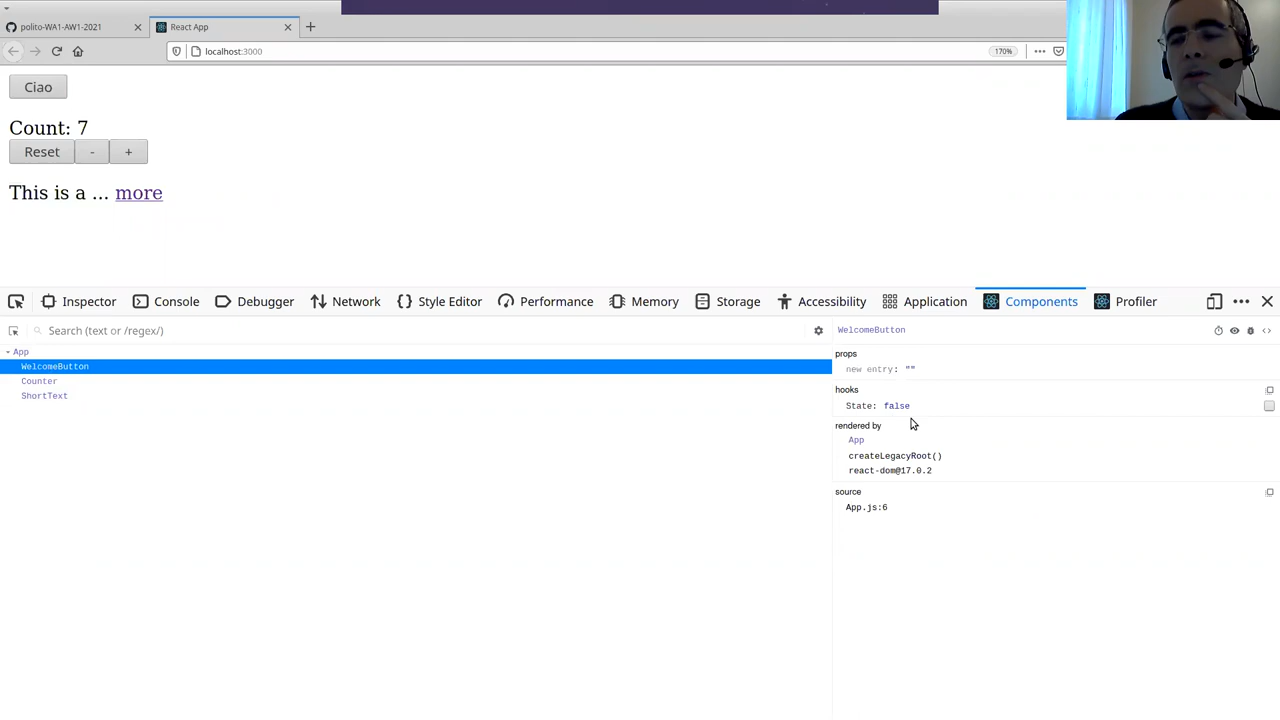 polito-WA1-AW1-2021
React App
localhost:3000
170%
Ciao
Count: 7
Reset - +
This is a ... more
Inspector Console Debugger Network Style Editor Performance Memory Storage Accessibility Application Components Profiler
Search (text or /regex/)
App
WelcomeButton
Counter
ShortText
WelcomeButton
props
new entry: ""
hooks
State: false
rendered by
App
createLegacyRoot()
react-dom@17.0.2
source
App.js:6